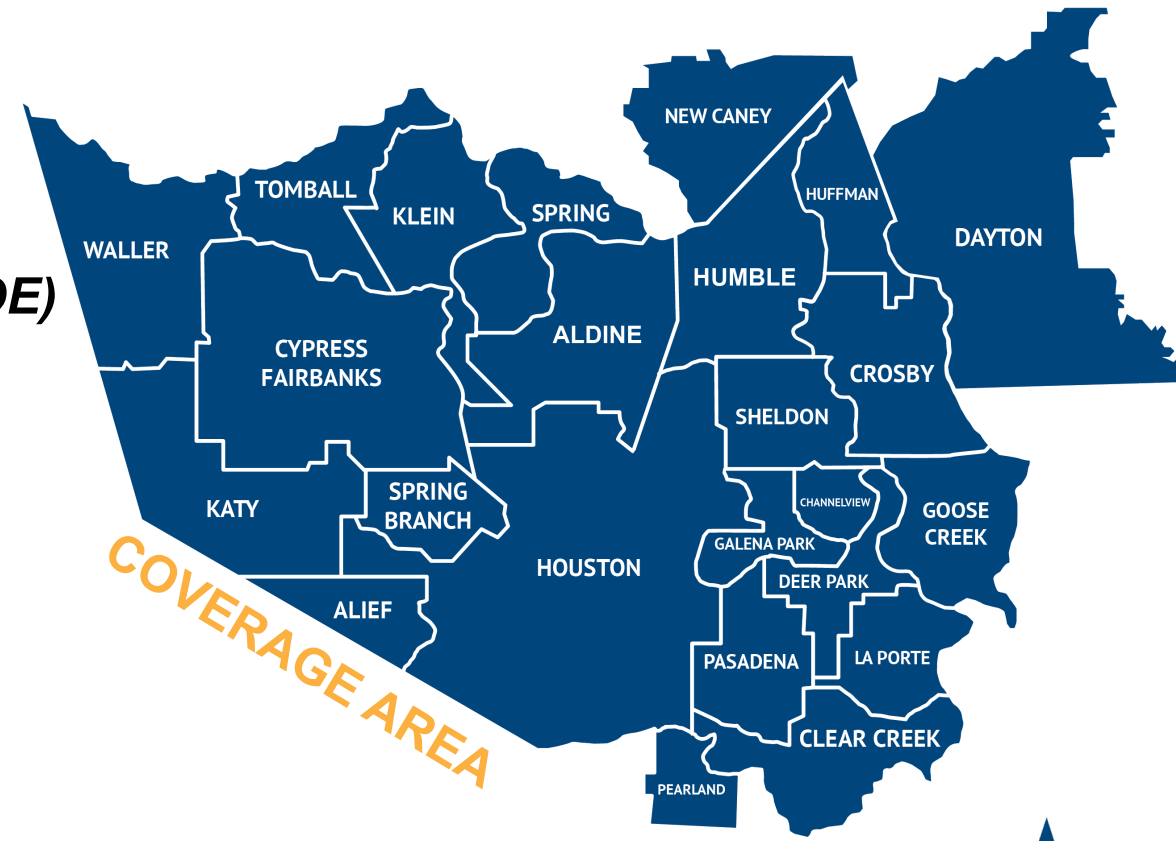 NEW CANEY
TOMBALL
KLEIN
SPRING
HUFFMAN
WALLER
DAYTON
HUMBLE
DE)
CYPRESS
FAIRBANKS
ALDINE
CROSBY
SHELDON
SPRING
BRANCH
KATY
CHANNELVIEW
GOOSE
CREEK
GALENA PARK
HOUSTON
DEER PARK
ALIEF
PASADENA
LA PORTE
CLEAR CREEK
PEARLAND
COVERAGE AREA